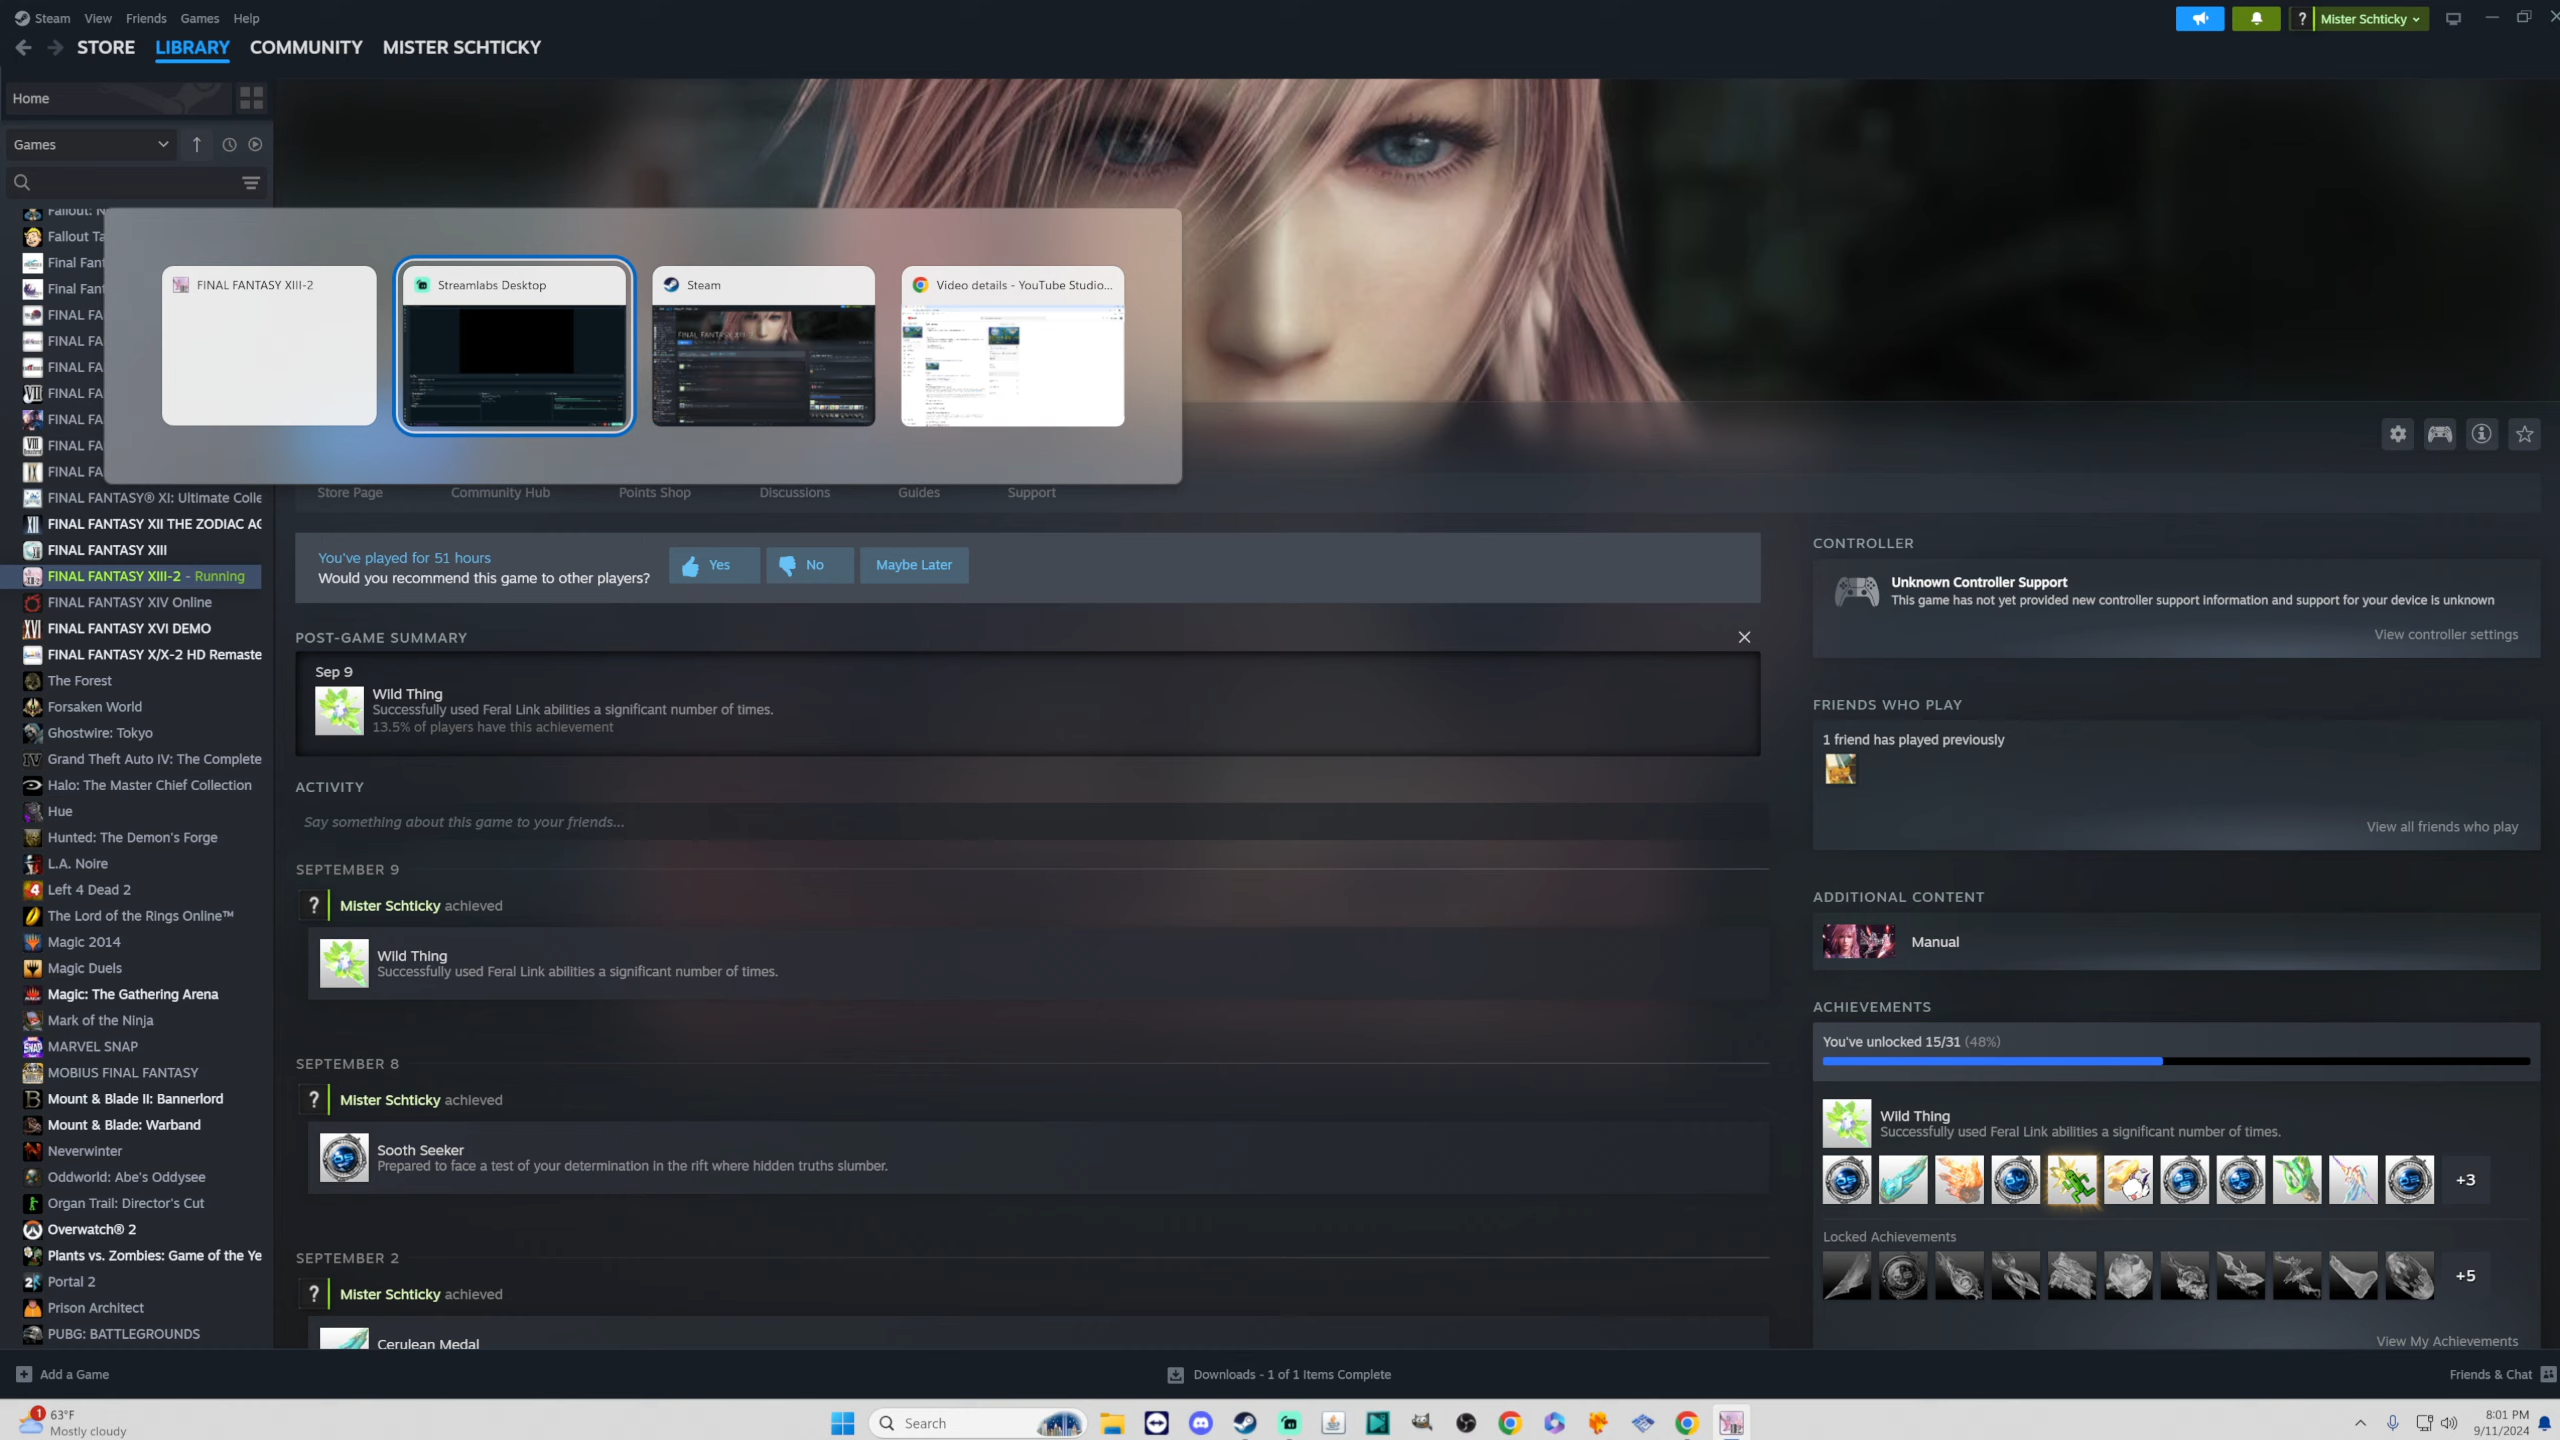 Steam View Friends Games Help
Mister Schticky
STORE LIBRARY COMMUNITY MISTER SCHTICKY
Home
Games
FINAL FANTASY XIII-2
Streamlabs Desktop
Steam
Video details - YouTube Studio...
Fallout: N
Fallout Ta
Final Fan
Final Fan
FINAL FA
FINAL FA
FINAL FA
FINAL FA
FINAL FA
FINAL FA
FINAL FA
FINAL FANTASY® XI: Ultimate Colle
FINAL FANTASY XII THE ZODIAC AG
FINAL FANTASY XIII
FINAL FANTASY XIII-2 - Running
FINAL FANTASY XIV Online
FINAL FANTASY XVI DEMO
FINAL FANTASY X/X-2 HD Remaste
The Forest
Forsaken World
Ghostwire: Tokyo
Grand Theft Auto IV: The Complete
Halo: The Master Chief Collection
Hue
Hunted: The Demon's Forge
L.A. Noire
Left 4 Dead 2
The Lord of the Rings Online™
Magic 2014
Magic Duels
Magic: The Gathering Arena
Mark of the Ninja
MARVEL SNAP
MOBIUS FINAL FANTASY
Mount & Blade II: Bannerlord
Mount & Blade: Warband
Neverwinter
Oddworld: Abe's Oddysee
Organ Trail: Director's Cut
Overwatch® 2
Plants vs. Zombies: Game of the Ye
Portal 2
Prison Architect
PUBG: BATTLEGROUNDS
Store Page Community Hub Points Shop Discussions Guides Support
You've played for 51 hours
Would you recommend this game to other players?
Yes No Maybe Later
POST-GAME SUMMARY
Sep 9
Wild Thing
Successfully used Feral Link abilities a significant number of times.
13.5% of players have this achievement
ACTIVITY
Say something about this game to your friends...
SEPTEMBER 9
Mister Schticky achieved
Wild Thing
Successfully used Feral Link abilities a significant number of times.
SEPTEMBER 8
Mister Schticky achieved
Sooth Seeker
Prepared to face a test of your determination in the rift where hidden truths slumber.
SEPTEMBER 2
Mister Schticky achieved
Cerulean Medal
CONTROLLER
Unknown Controller Support
This game has not yet provided new controller support information and support for your device is unknown
View controller settings
FRIENDS WHO PLAY
1 friend has played previously
View all friends who play
ADDITIONAL CONTENT
Manual
ACHIEVEMENTS
You've unlocked 15/31 (48%)
Wild Thing
Successfully used Feral Link abilities a significant number of times.
+3
Locked Achievements
+5
View My Achievements
Add a Game
Downloads - 1 of 1 Items Complete
Friends & Chat
1
63°F
Mostly cloudy
Search
8:01 PM
9/11/2024